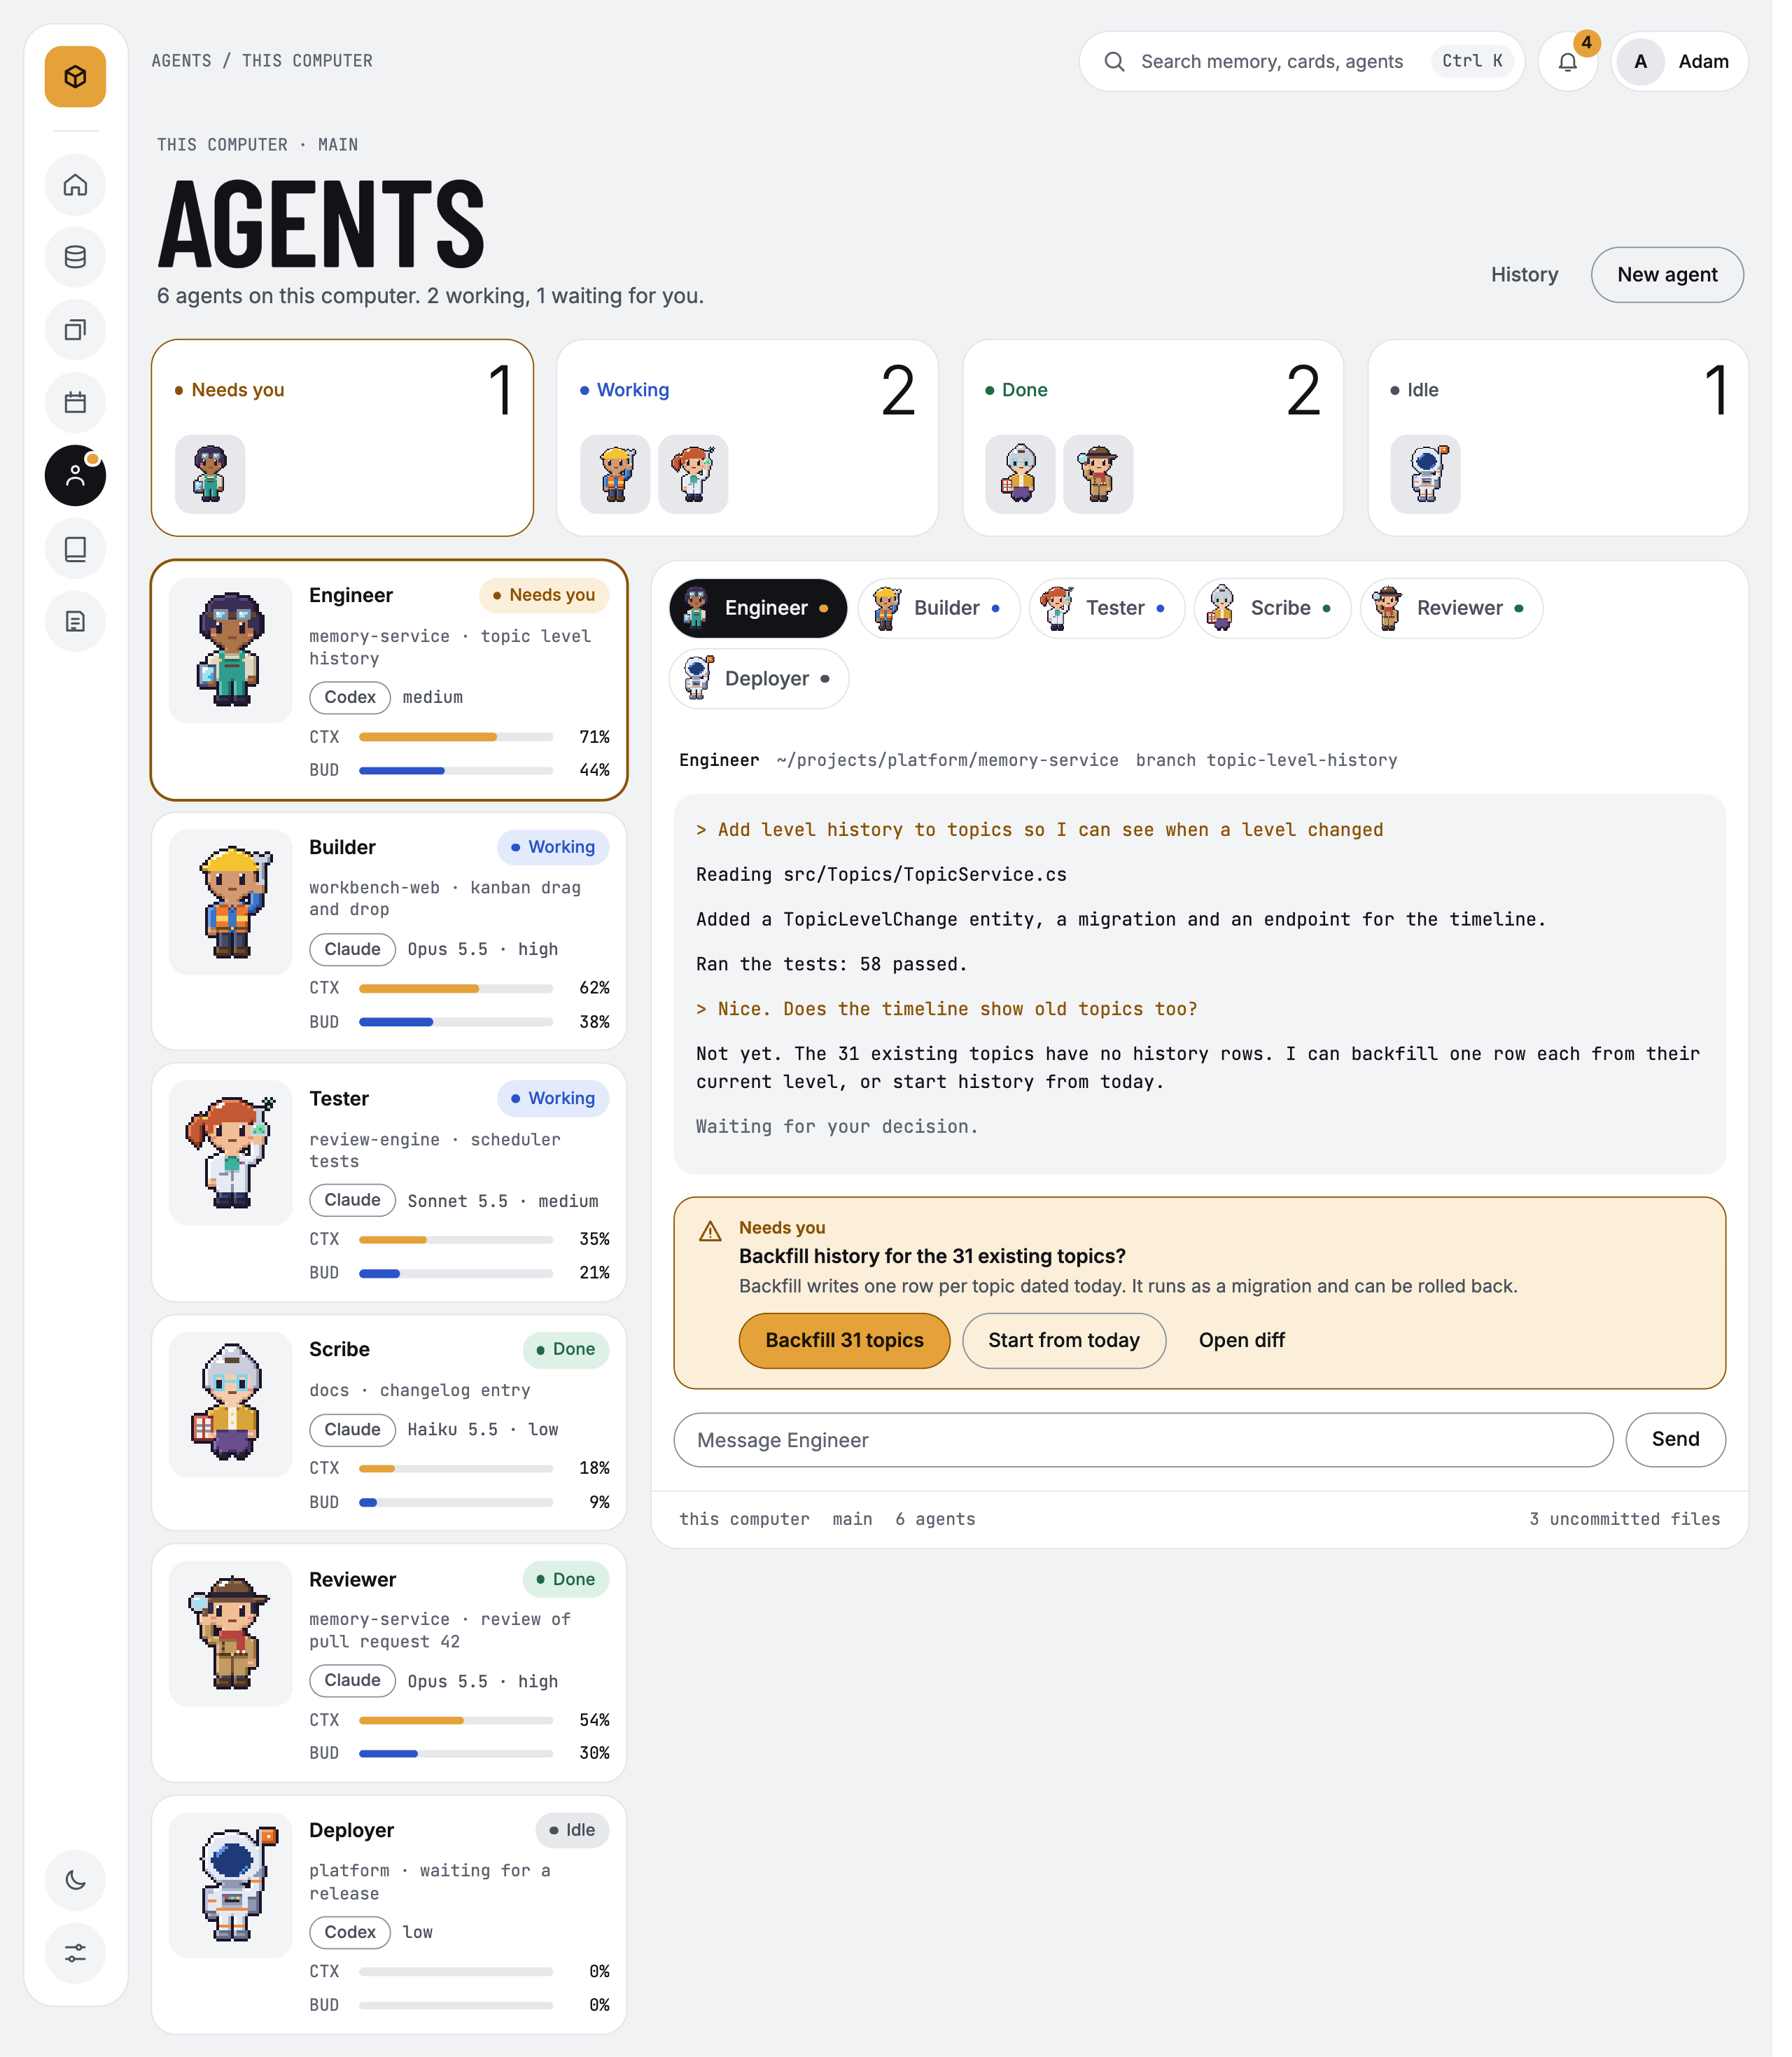 AGENTS / THIS COMPUTER
Search memory, cards, agents
Ctrl K
4
A
Adam
THIS COMPUTER · MAIN
AGENTS
6 agents on this computer. 2 working, 1 waiting for you.
History
New agent
Needs you
1
Working
2
Done
2
Idle
1
Engineer
Needs you
memory-service · topic level
history
Codex
medium
CTX
71%
BUD
44%
Builder
Working
workbench-web · kanban drag
and drop
Claude
Opus 5.5 · high
CTX
62%
BUD
38%
Tester
Working
review-engine · scheduler
tests
Claude
Sonnet 5.5 · medium
CTX
35%
BUD
21%
Scribe
Done
docs · changelog entry
Claude
Haiku 5.5 · low
CTX
18%
BUD
9%
Reviewer
Done
memory-service · review of
pull request 42
Claude
Opus 5.5 · high
CTX
54%
BUD
30%
Deployer
Idle
platform · waiting for a
release
Codex
low
CTX
0%
BUD
0%
Engineer
Builder
Tester
Scribe
Reviewer
Deployer
Engineer ~/projects/platform/memory-service branch topic-level-history
> Add level history to topics so I can see when a level changed
Reading src/Topics/TopicService.cs
Added a TopicLevelChange entity, a migration and an endpoint for the timeline.
Ran the tests: 58 passed.
> Nice. Does the timeline show old topics too?
Not yet. The 31 existing topics have no history rows. I can backfill one row each from their
current level, or start history from today.
Waiting for your decision.
Needs you
Backfill history for the 31 existing topics?
Backfill writes one row per topic dated today. It runs as a migration and can be rolled back.
Backfill 31 topics
Start from today
Open diff
Message Engineer
Send
this computer main 6 agents
3 uncommitted files